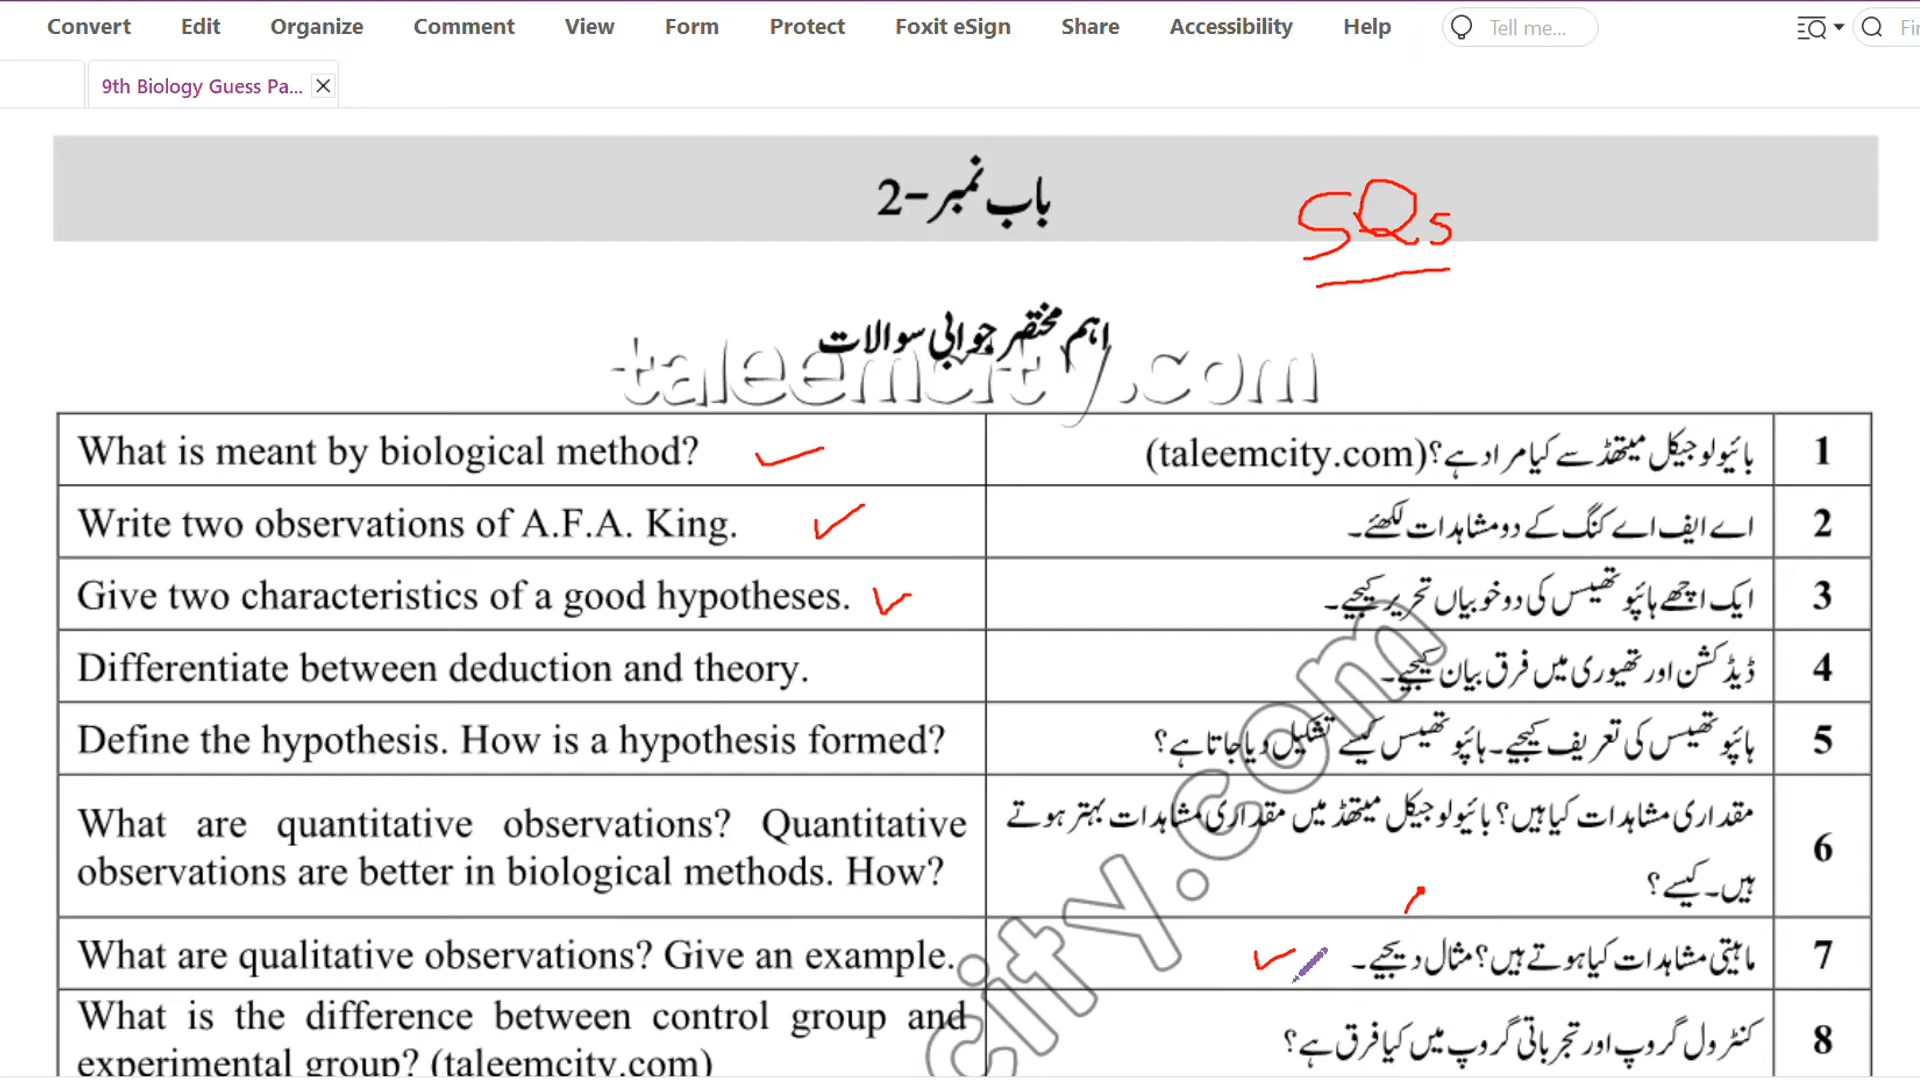 Convert Edit Organize Comment View Form Protect Foxit eSign Share Accessibility Help Tell me...
9th Biology Guess Pa...
باب نمبر-2
SQs
اہم مختصر جوابی سوالات
taleemcity.com
What is meant by biological method? بائیولوجیکل میتھڈ سے کیا مراد ہے؟ (taleemcity.com) 1
Write two observations of A.F.A. King. اے ایف اے کنگ کے دو مشاہدات لکھئے۔ 2
Give two characteristics of a good hypotheses. ایک اچھے ہائپوتھیسس کی دو خوبیاں تحریر کیجیے۔ 3
Differentiate between deduction and theory. ڈیڈکشن اور تھیوری میں فرق بیان کیجیے۔ 4
Define the hypothesis. How is a hypothesis formed? ہائپوتھیسس کی تعریف کیجیے۔ ہائپوتھیسس کیسے تشکیل دیا جاتا ہے؟ 5
What are quantitative observations? Quantitative مقداری مشاہدات کیا ہیں؟ بائیولوجیکل میتھڈ میں مقداری مشاہدات بہتر ہوتے
observations are better in biological methods. How? ہیں۔ کیسے؟ 6
What are qualitative observations? Give an example. ماہیتی مشاہدات کیا ہوتے ہیں؟ مثال دیجیے۔ 7
What is the difference between control group and
experimental group? (taleemcity.com) کنٹرول گروپ اور تجرباتی گروپ میں کیا فرق ہے؟ 8
city.com